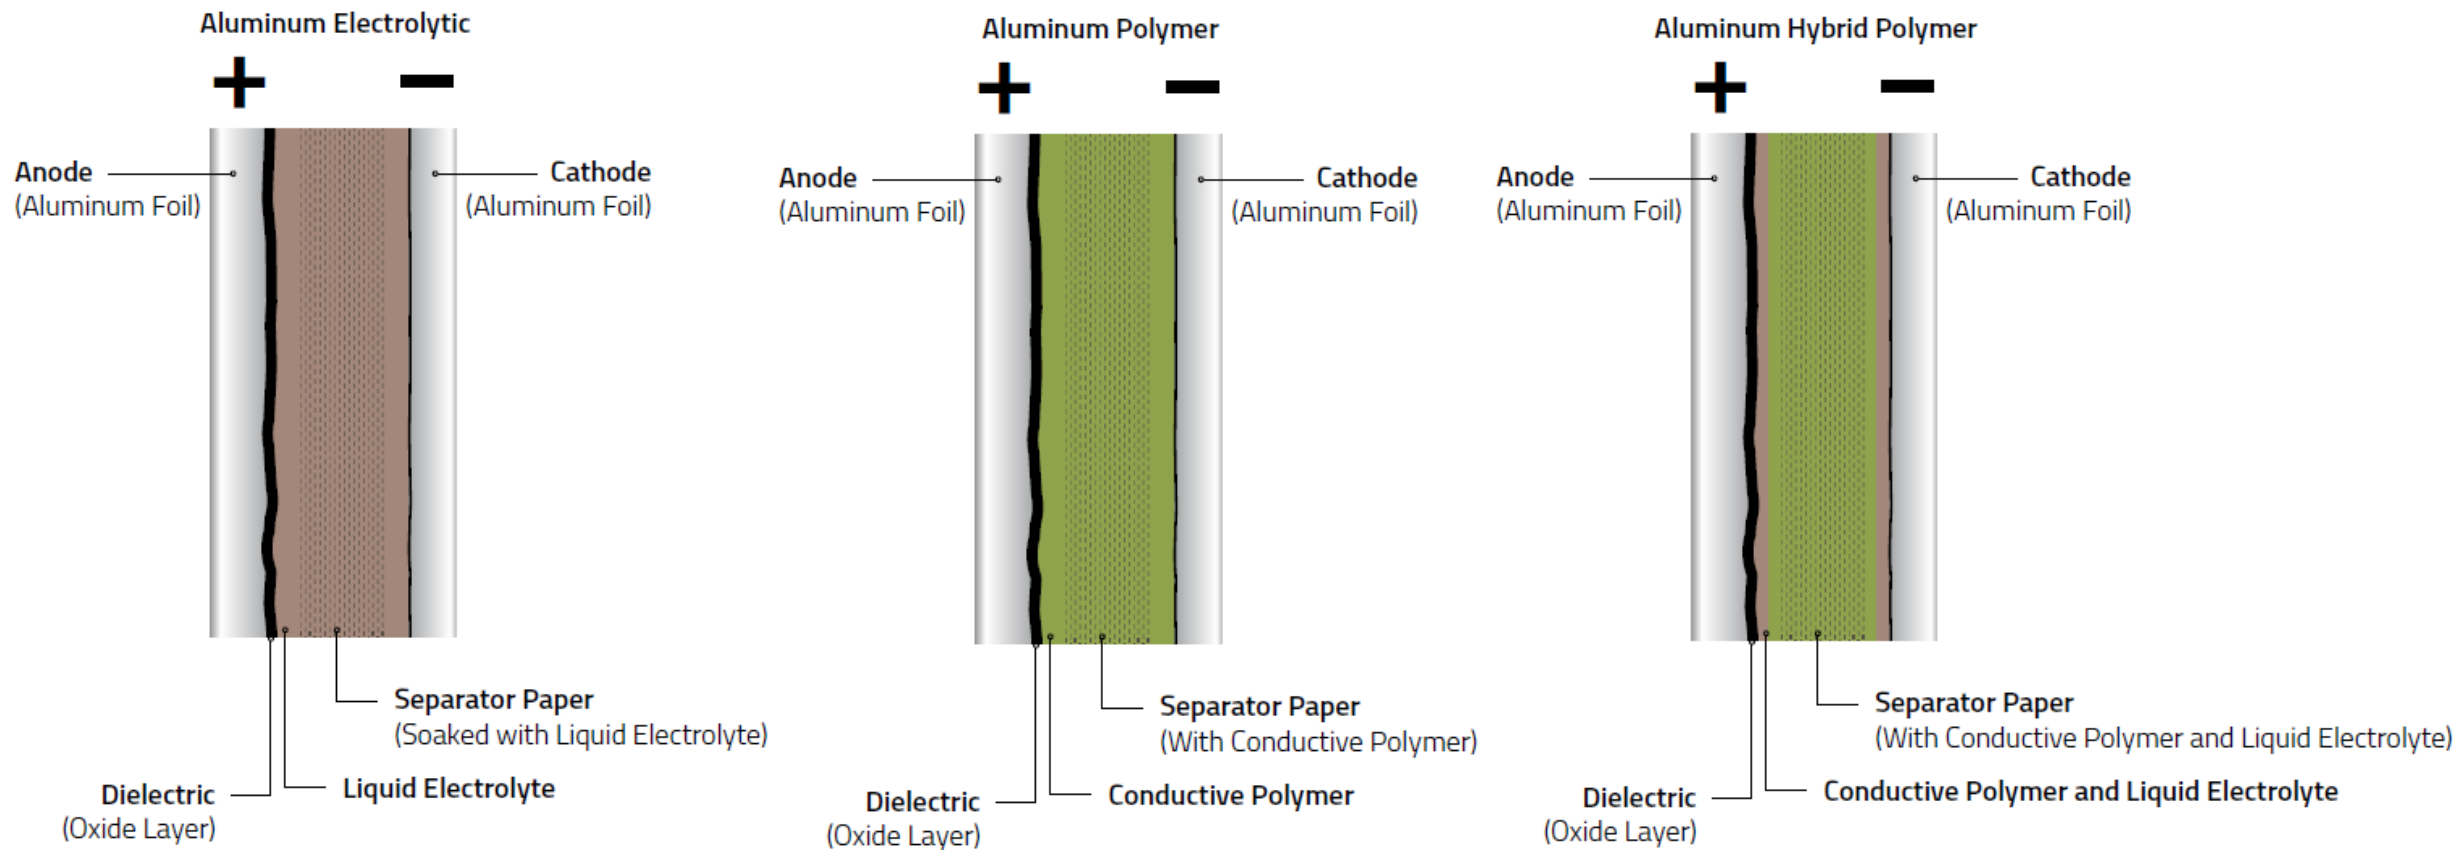 Aluminum Electrolytic
+ −
Anode
(Aluminum Foil)
Cathode
(Aluminum Foil)
Separator Paper
(Soaked with Liquid Electrolyte)
Liquid Electrolyte
Dielectric
(Oxide Layer)
Aluminum Polymer
+ −
Anode
(Aluminum Foil)
Cathode
(Aluminum Foil)
Separator Paper
(With Conductive Polymer)
Conductive Polymer
Dielectric
(Oxide Layer)
Aluminum Hybrid Polymer
+ −
Anode
(Aluminum Foil)
Cathode
(Aluminum Foil)
Separator Paper
(With Conductive Polymer and Liquid Electrolyte)
Conductive Polymer and Liquid Electrolyte
Dielectric
(Oxide Layer)